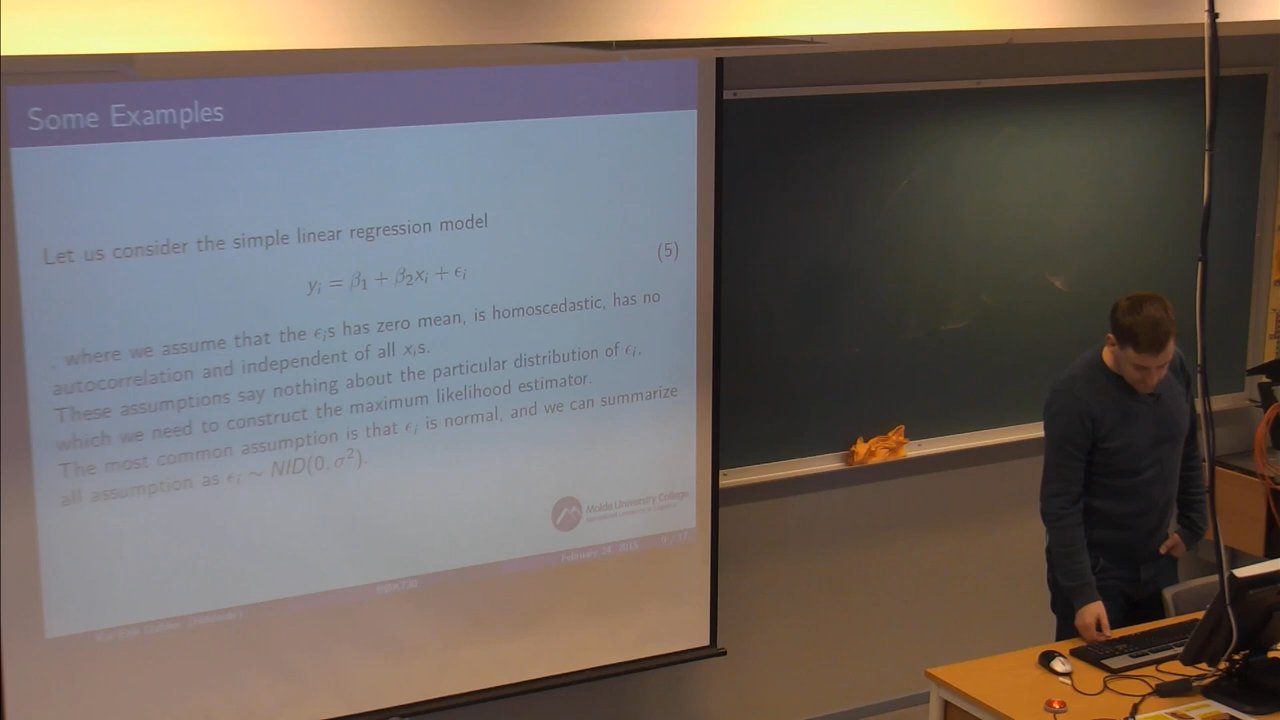 Some Examples
Let us consider the simple linear regression model
yᵢ = β₁ + β₂xᵢ + ϵᵢ
(5)
. where we assume that the ϵᵢs has zero mean, is homoscedastic, has no
autocorrelation and independent of all xᵢs.
These assumptions say nothing about the particular distribution of ϵᵢ,
which we need to construct the maximum likelihood estimator.
The most common assumption is that ϵᵢ is normal, and we can summarize
all assumption as ϵᵢ ~ NID(0, σ²).
Molde University College
February 24, 2015